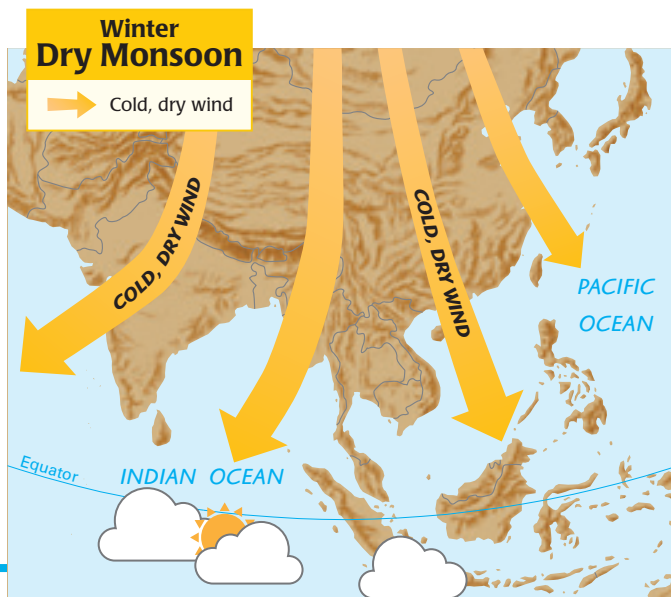 Winter
Dry Monsoon
Cold, dry wind
COLD, DRY WIND
COLD, DRY WIND
PACIFIC
OCEAN
Equator
INDIAN OCEAN